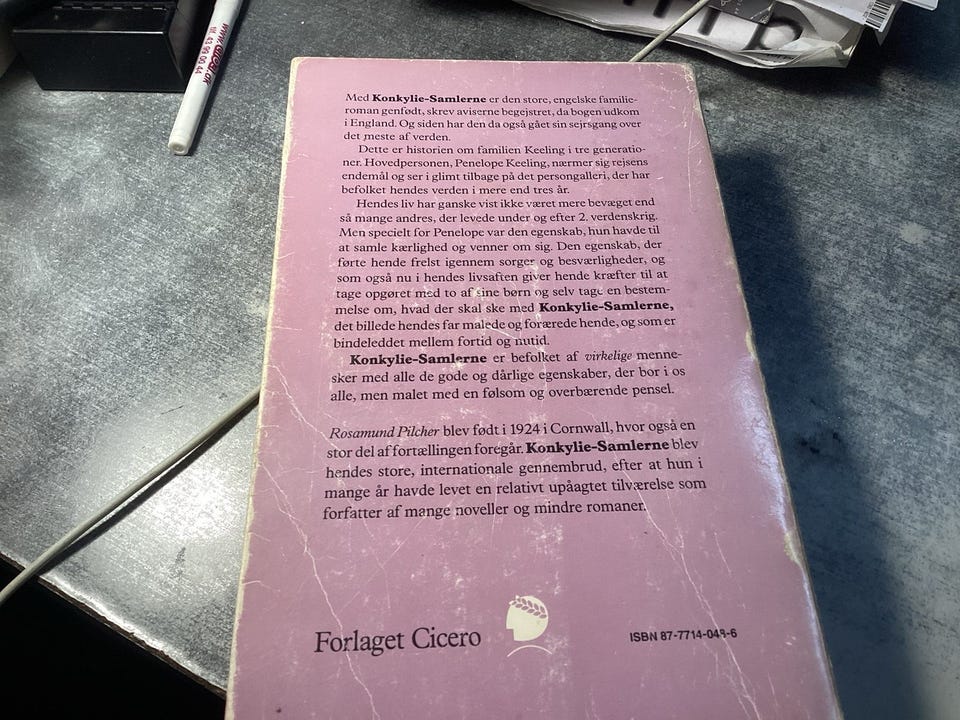 www.
tlf. 43 99 00 44
Med Konkylie-Samlerne er den store, engelske familie-
roman genfødt, skrev aviserne begejstret, da bogen udkom
i England. Og siden har den da også gået sin sejrsgang over
det meste af verden.
Dette er historien om familien Keeling i tre generatio-
ner. Hovedpersonen, Penelope Keeling, nærmer sig rejsens
endemål og ser i glimt tilbage på det persongalleri, der har
befolket hendes verden i mere end tres år.
Hendes liv har ganske vist ikke været mere bevæget end
så mange andres, der levede under og efter 2. verdenskrig.
Men specielt for Penelope var den egenskab, hun havde til
at samle kærlighed og venner om sig. Den egenskab, der
førte hende frelst igennem sorger og besværligheder, og
som også nu i hendes livsaften giver hende kræfter til at
tage opgøret med to af sine børn og selv tage en bestem-
melse om, hvad der skal ske med Konkylie-Samlerne,
det billede hendes far malede og forærede hende, og som er
bindeleddet mellem fortid og nutid.
Konkylie-Samlerne er befolket af virkelige menne-
sker med alle de gode og dårlige egenskaber, der bor i os
alle, men malet med en følsom og overbærende pensel.
Rosamund Pilcher blev født i 1924 i Cornwall, hvor også en
stor del af fortællingen foregår. Konkylie-Samlerne blev
hendes store, internationale gennembrud, efter at hun i
mange år havde levet en relativt upåagtet tilværelse som
forfatter af mange noveller og mindre romaner.
Forlaget Cicero
ISBN 87-7714-048-6